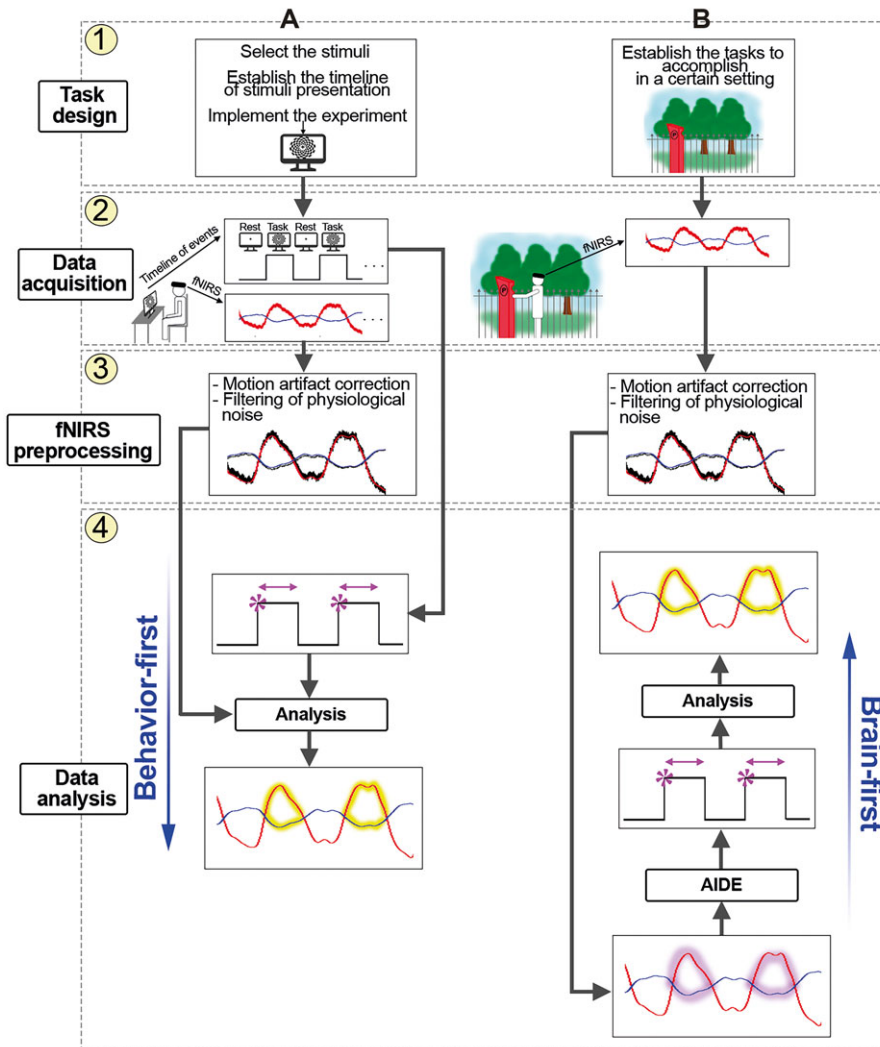 A
B
1
Task
design
Select the stimuli
Establish the timeline
of stimuli presentation
Implement the experiment
Establish the tasks to
accomplish
in a certain setting
2
Data
acquisition
Timeline of events
fNIRS
Rest Task Rest Task
. . .
. . .
fNIRS
3
fNIRS
preprocessing
- Motion artifact correction
- Filtering of physiological
noise
- Motion artifact correction
- Filtering of physiological
noise
4
Data
analysis
Behavior-first
Analysis
Brain-first
Analysis
AIDE